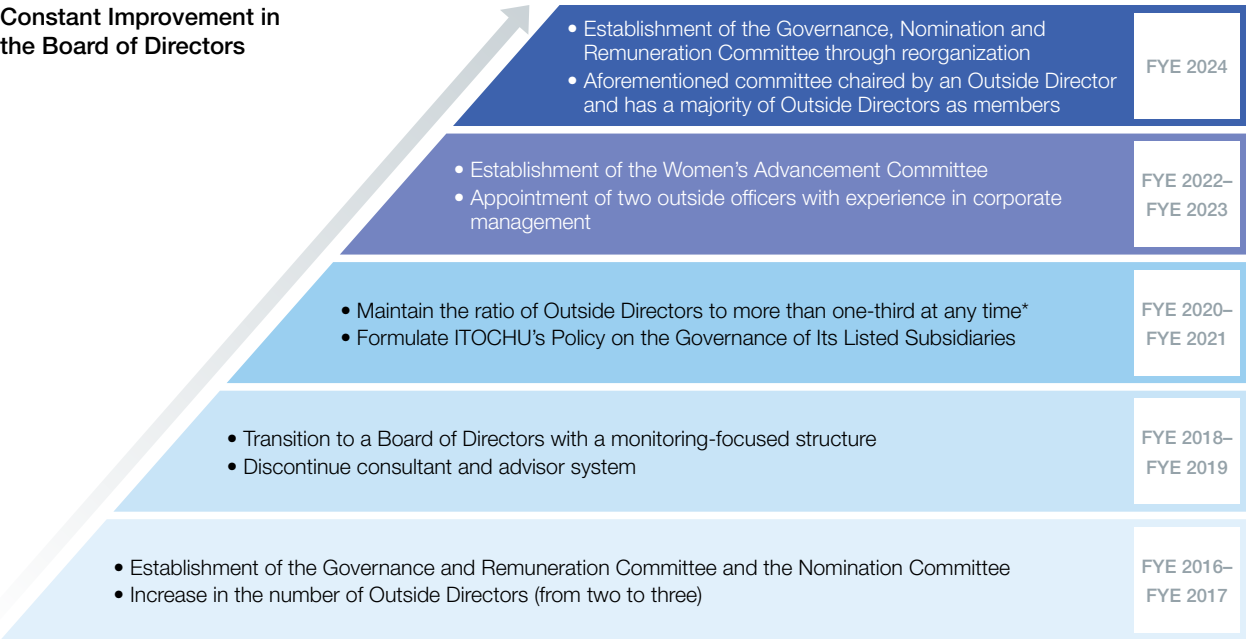 Constant Improvement in
the Board of Directors
• Establishment of the Governance, Nomination and
Remuneration Committee through reorganization
• Aforementioned committee chaired by an Outside Director
and has a majority of Outside Directors as members
FYE 2024
• Establishment of the Women’s Advancement Committee
• Appointment of two outside officers with experience in corporate
management
FYE 2022–
FYE 2023
• Maintain the ratio of Outside Directors to more than one-third at any time*
• Formulate ITOCHU’s Policy on the Governance of Its Listed Subsidiaries
FYE 2020–
FYE 2021
• Transition to a Board of Directors with a monitoring-focused structure
• Discontinue consultant and advisor system
FYE 2018–
FYE 2019
• Establishment of the Governance and Remuneration Committee and the Nomination Committee
• Increase in the number of Outside Directors (from two to three)
FYE 2016–
FYE 2017